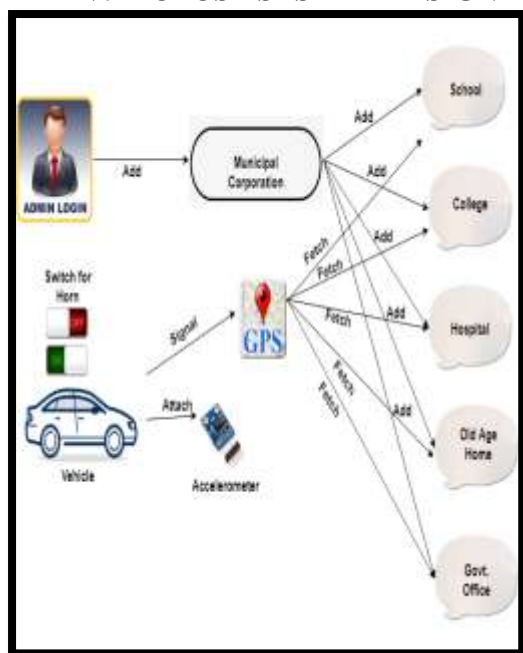 School
Add
Add
Municipal
Corporation
Add
ADMIN LOGIN
College
Fetch
Add
Fetch
Switch for
Horn
OFF
Signal
GPS
Fetch
Add
Hospital
Fetch
Fetch
Attach
Add
Old Age
Home
Vehicle
Accelerometer
Govt.
Office